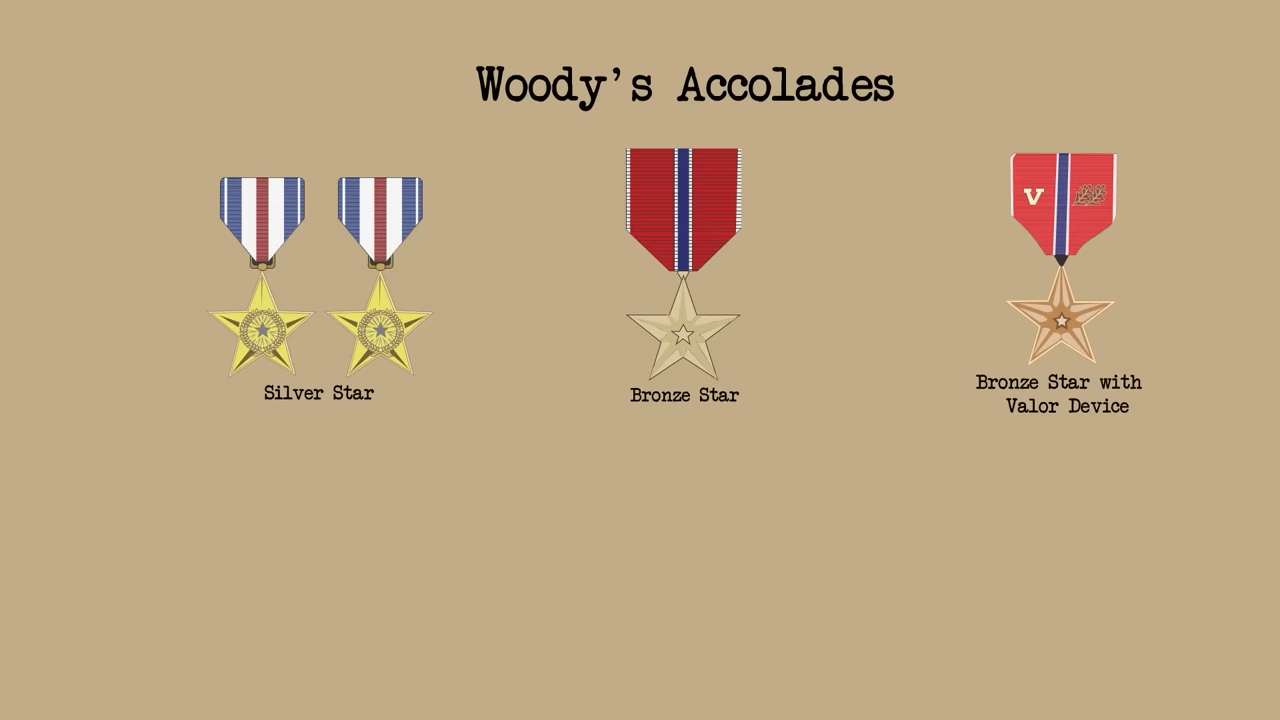 Woody's Accolades
V
Silver Star
Bronze Star
Bronze Star with
Valor Device